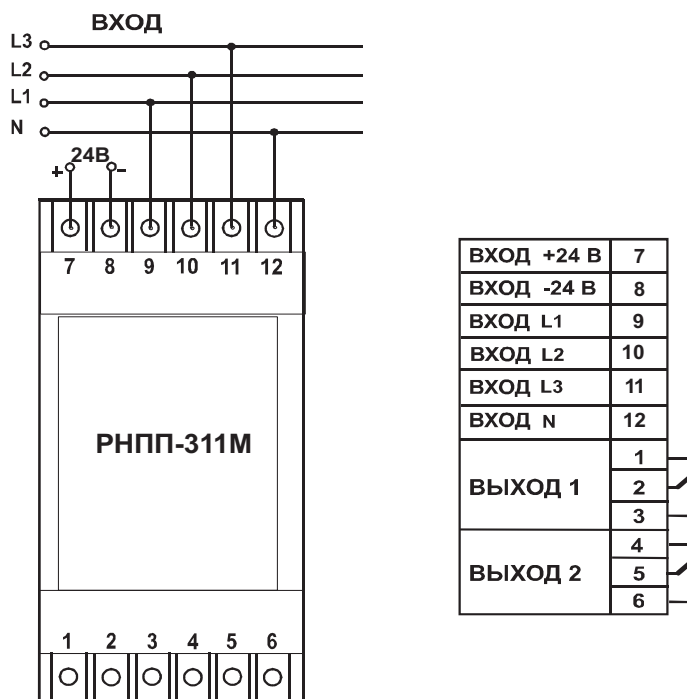 ВХОД
L3
L2
L1
N
24В
+ -
7 8 9 10 11 12
РНПП-311М
1 2 3 4 5 6
ВХОД +24 В 7
ВХОД -24 В 8
ВХОД L1 9
ВХОД L2 10
ВХОД L3 11
ВХОД N 12
ВЫХОД 1
1
2
3
ВЫХОД 2
4
5
6